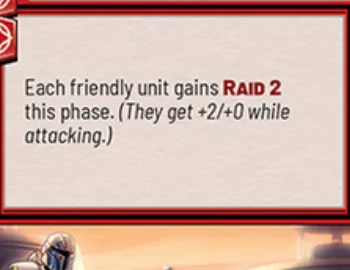 Each friendly unit gains RAID 2
this phase. (They get +2/+0 while
attacking.)